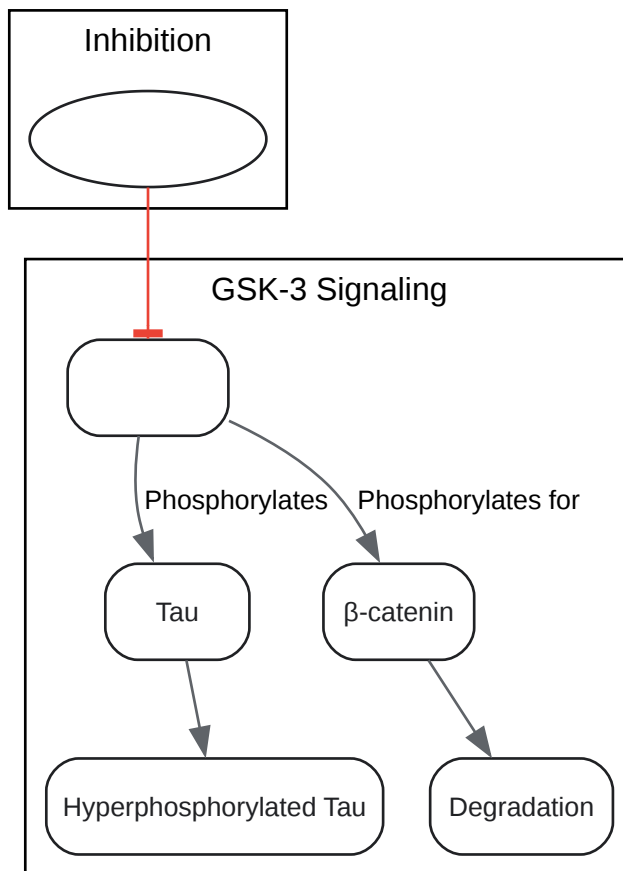 Inhibition
GSK-3 Signaling
Phosphorylates
Phosphorylates for
Tau
β-catenin
Hyperphosphorylated Tau
Degradation